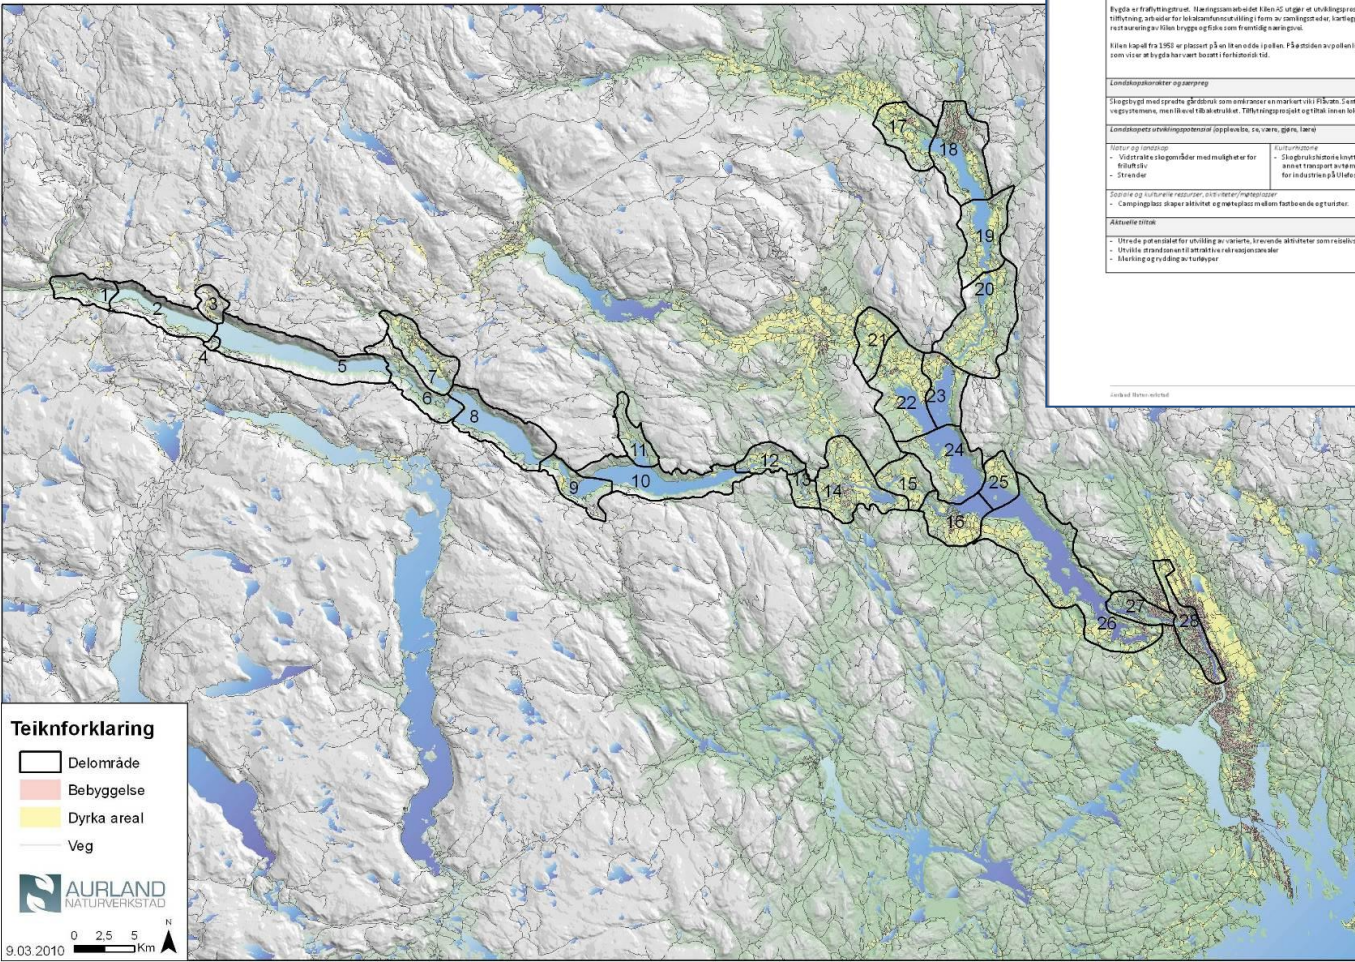 Bygda er fraflyttingstruet. Næringssamarbeidet Kilen AS utgjør et
tilflytning, arbeider for lokalsamfunnsutvikling i form av samlingssteder,
restaurering av Kilen brygge og fiske som fremtidig næringsvei.
Kilen kapell fra 1958 er plassert på en liten odde i pollen. På østsiden av pollen
som viser at bygda har vært bosatt i forhistorisk tid.
Landskapskarakter og særpreg
Skogsbygd med spredte gårdsbruk som omkranser en markert vik i Flåvatn.
vegsystemene, men likevel tilbaketrukket. Tilflytningsprosjekt og tiltak innen
Landskapets utviklingspotensial (opplevelse, se, være, gjøre, lære)
Natur og landskap
- Vidstrakte skogområder med muligheter for
friluftsliv
- Strender
Kulturhistorie
- Skogbrukshistorie
annet transport av
for industrien på
Sosiale og kulturelle ressurser, aktiviteter/møteplasser
- Campingplass skaper aktivitet og møteplass mellom fastboende og turister.
Aktuelle tiltak
- Utrede potensialet for utvikling av varierte, krevende aktiviteter som
- Utvikle strandsonen til attraktive rekreasjonsarealer
- Merking og rydding av turløyper
Aurland Naturverkstad
17
18
19
20
1
2
3
4
5
21
7
6
22
23
8
11
24
12
9
10
13
14
15
25
16
27
26
28
Teiknforklaring
Delområde
Bebyggelse
Dyrka areal
Veg
AURLAND
NATURVERKSTAD
N
0 2,5 5
Km
9.03.2010